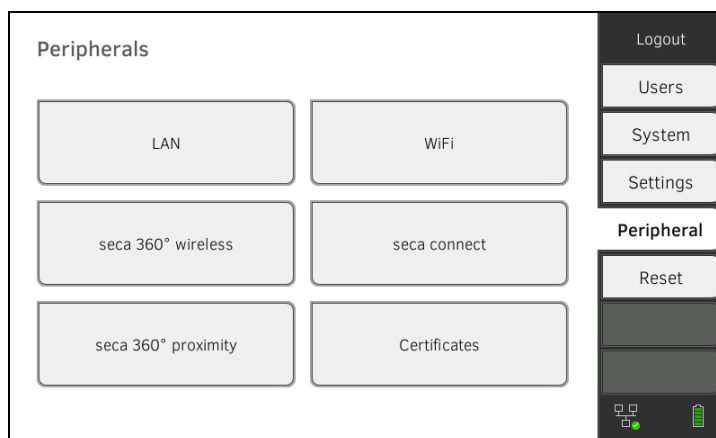 Peripherals
LAN
WiFi
seca 360° wireless
seca connect
seca 360° proximity
Certificates
Logout
Users
System
Settings
Peripheral
Reset